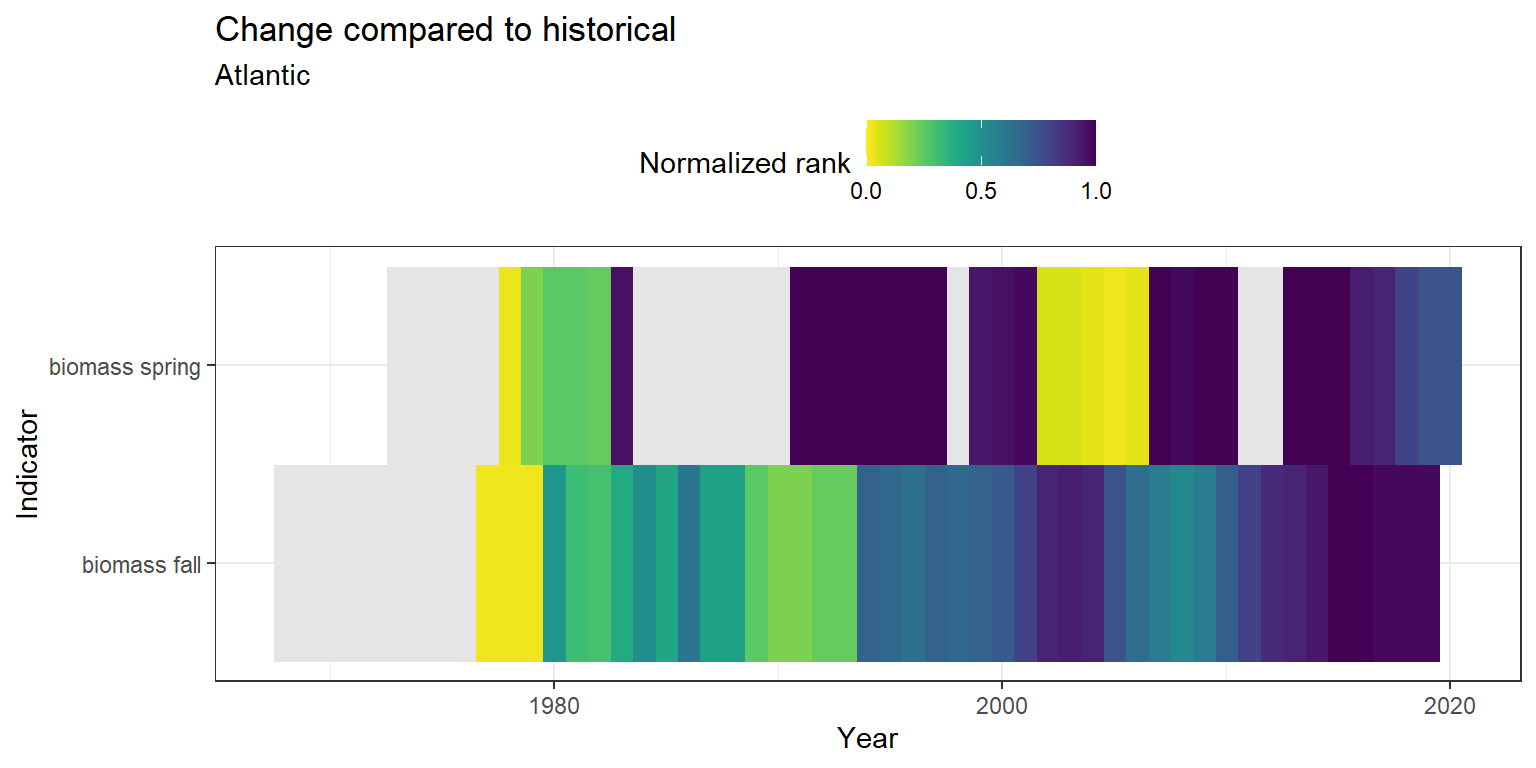 Change compared to historical
Atlantic
Normalized rank
0.0 0.5 1.0
Indicator
biomass spring
biomass fall
1980 2000 2020
Year